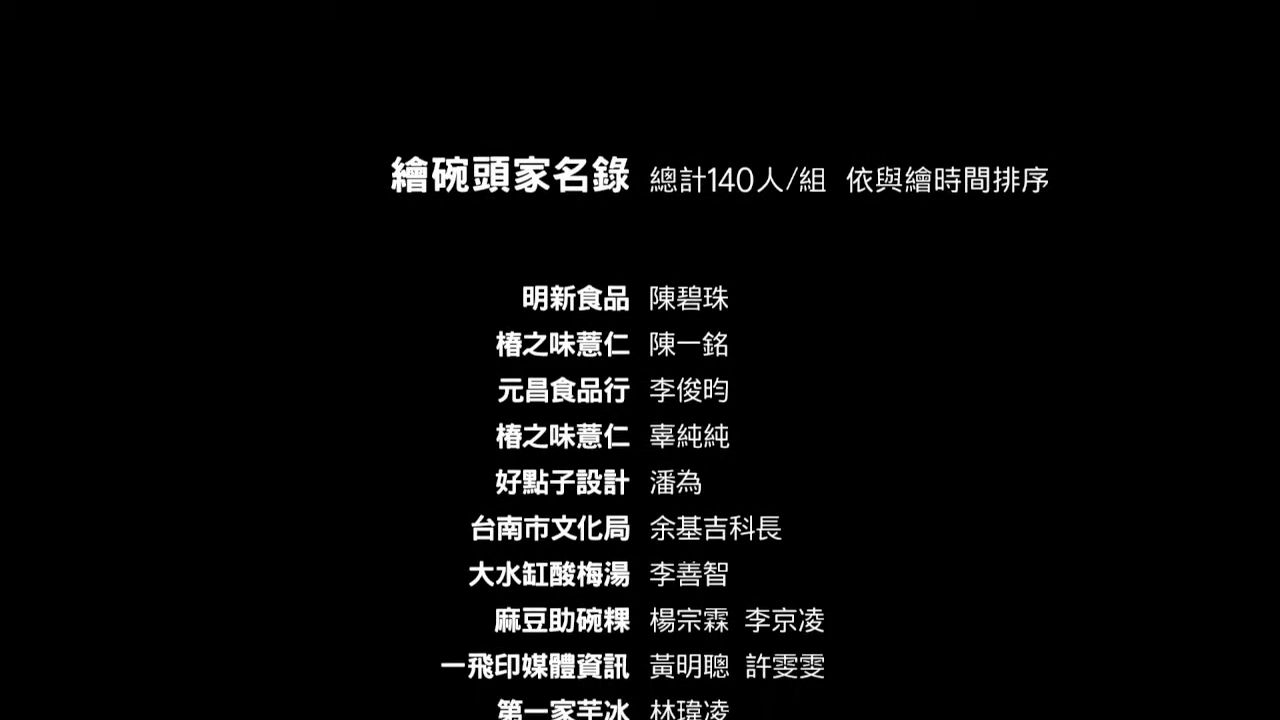 繪碗頭家名錄 總計140人/組 依與繪時間排序
明新食品 陳碧珠
椿之味薏仁 陳一銘
元昌食品行 李俊昀
椿之味薏仁 辜純純
好點子設計 潘為
台南市文化局 余基吉科長
大水缸酸梅湯 李善智
麻豆助碗粿 楊宗霖 李京凌
一飛印媒體資訊 黃明聰 許雯雯
第一家芋冰 林瑋凌